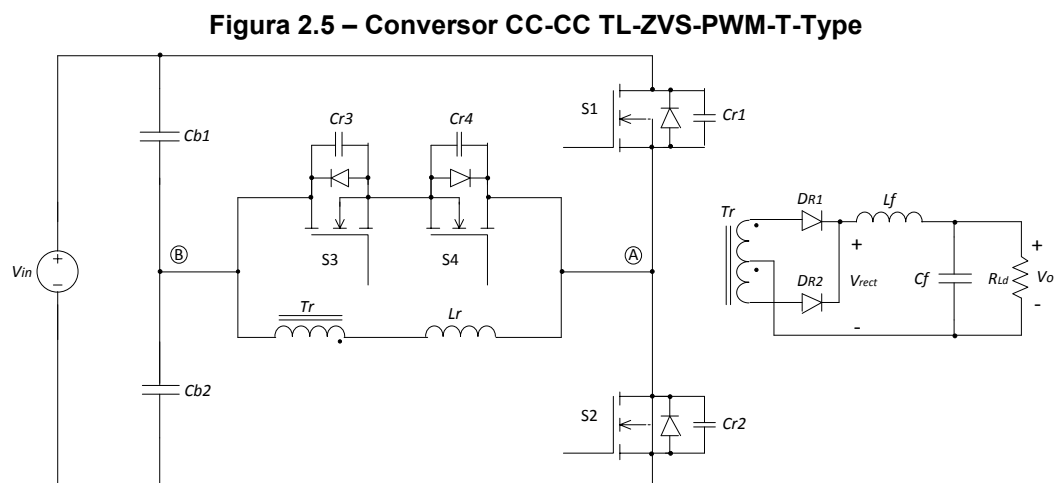 Figura 2.5 – Conversor CC-CC TL-ZVS-PWM-T-Type
S1
Cr1
Cr3
Cr4
Cb1
DR1
Lf
Tr
B
S3
S4
A
+
Vin
−
+
Vrect
-
Cf
RLd
+
Vo
-
DR2
Tr
Lr
Cb2
S2
Cr2